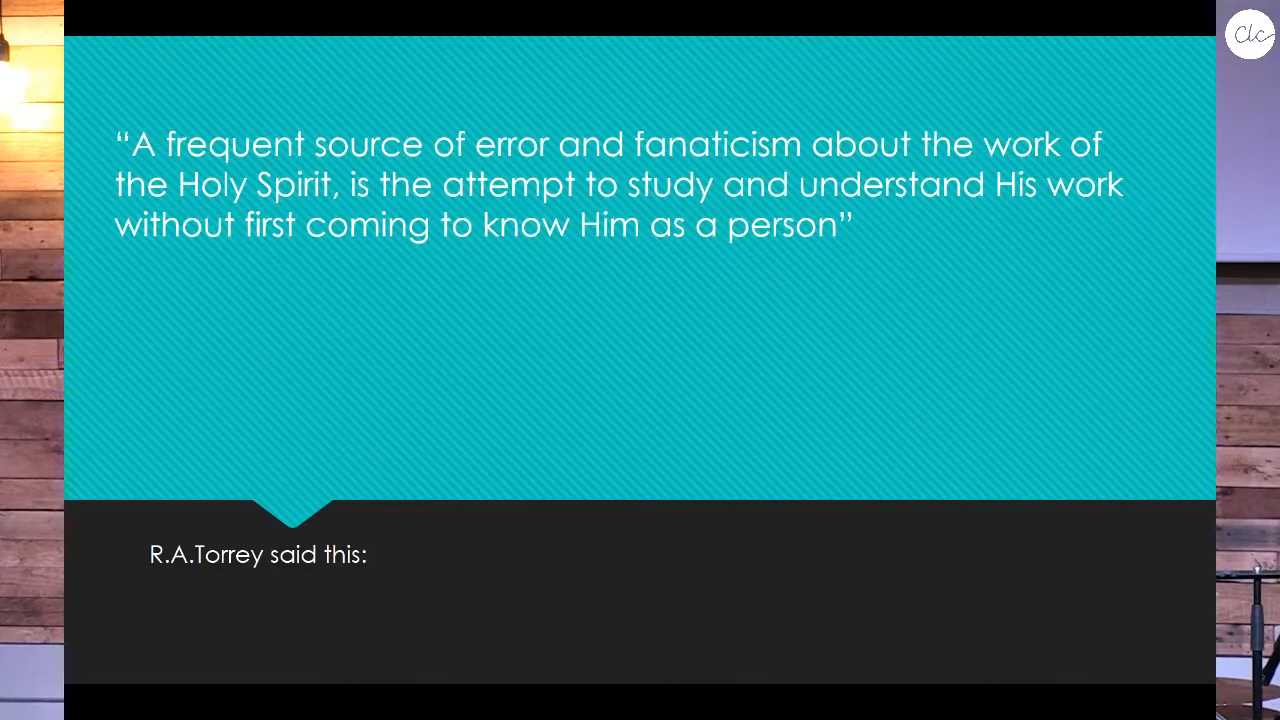 clc
“A frequent source of error and fanaticism about the work of
the Holy Spirit, is the attempt to study and understand His work
without first coming to know Him as a person”
R.A.Torrey said this: